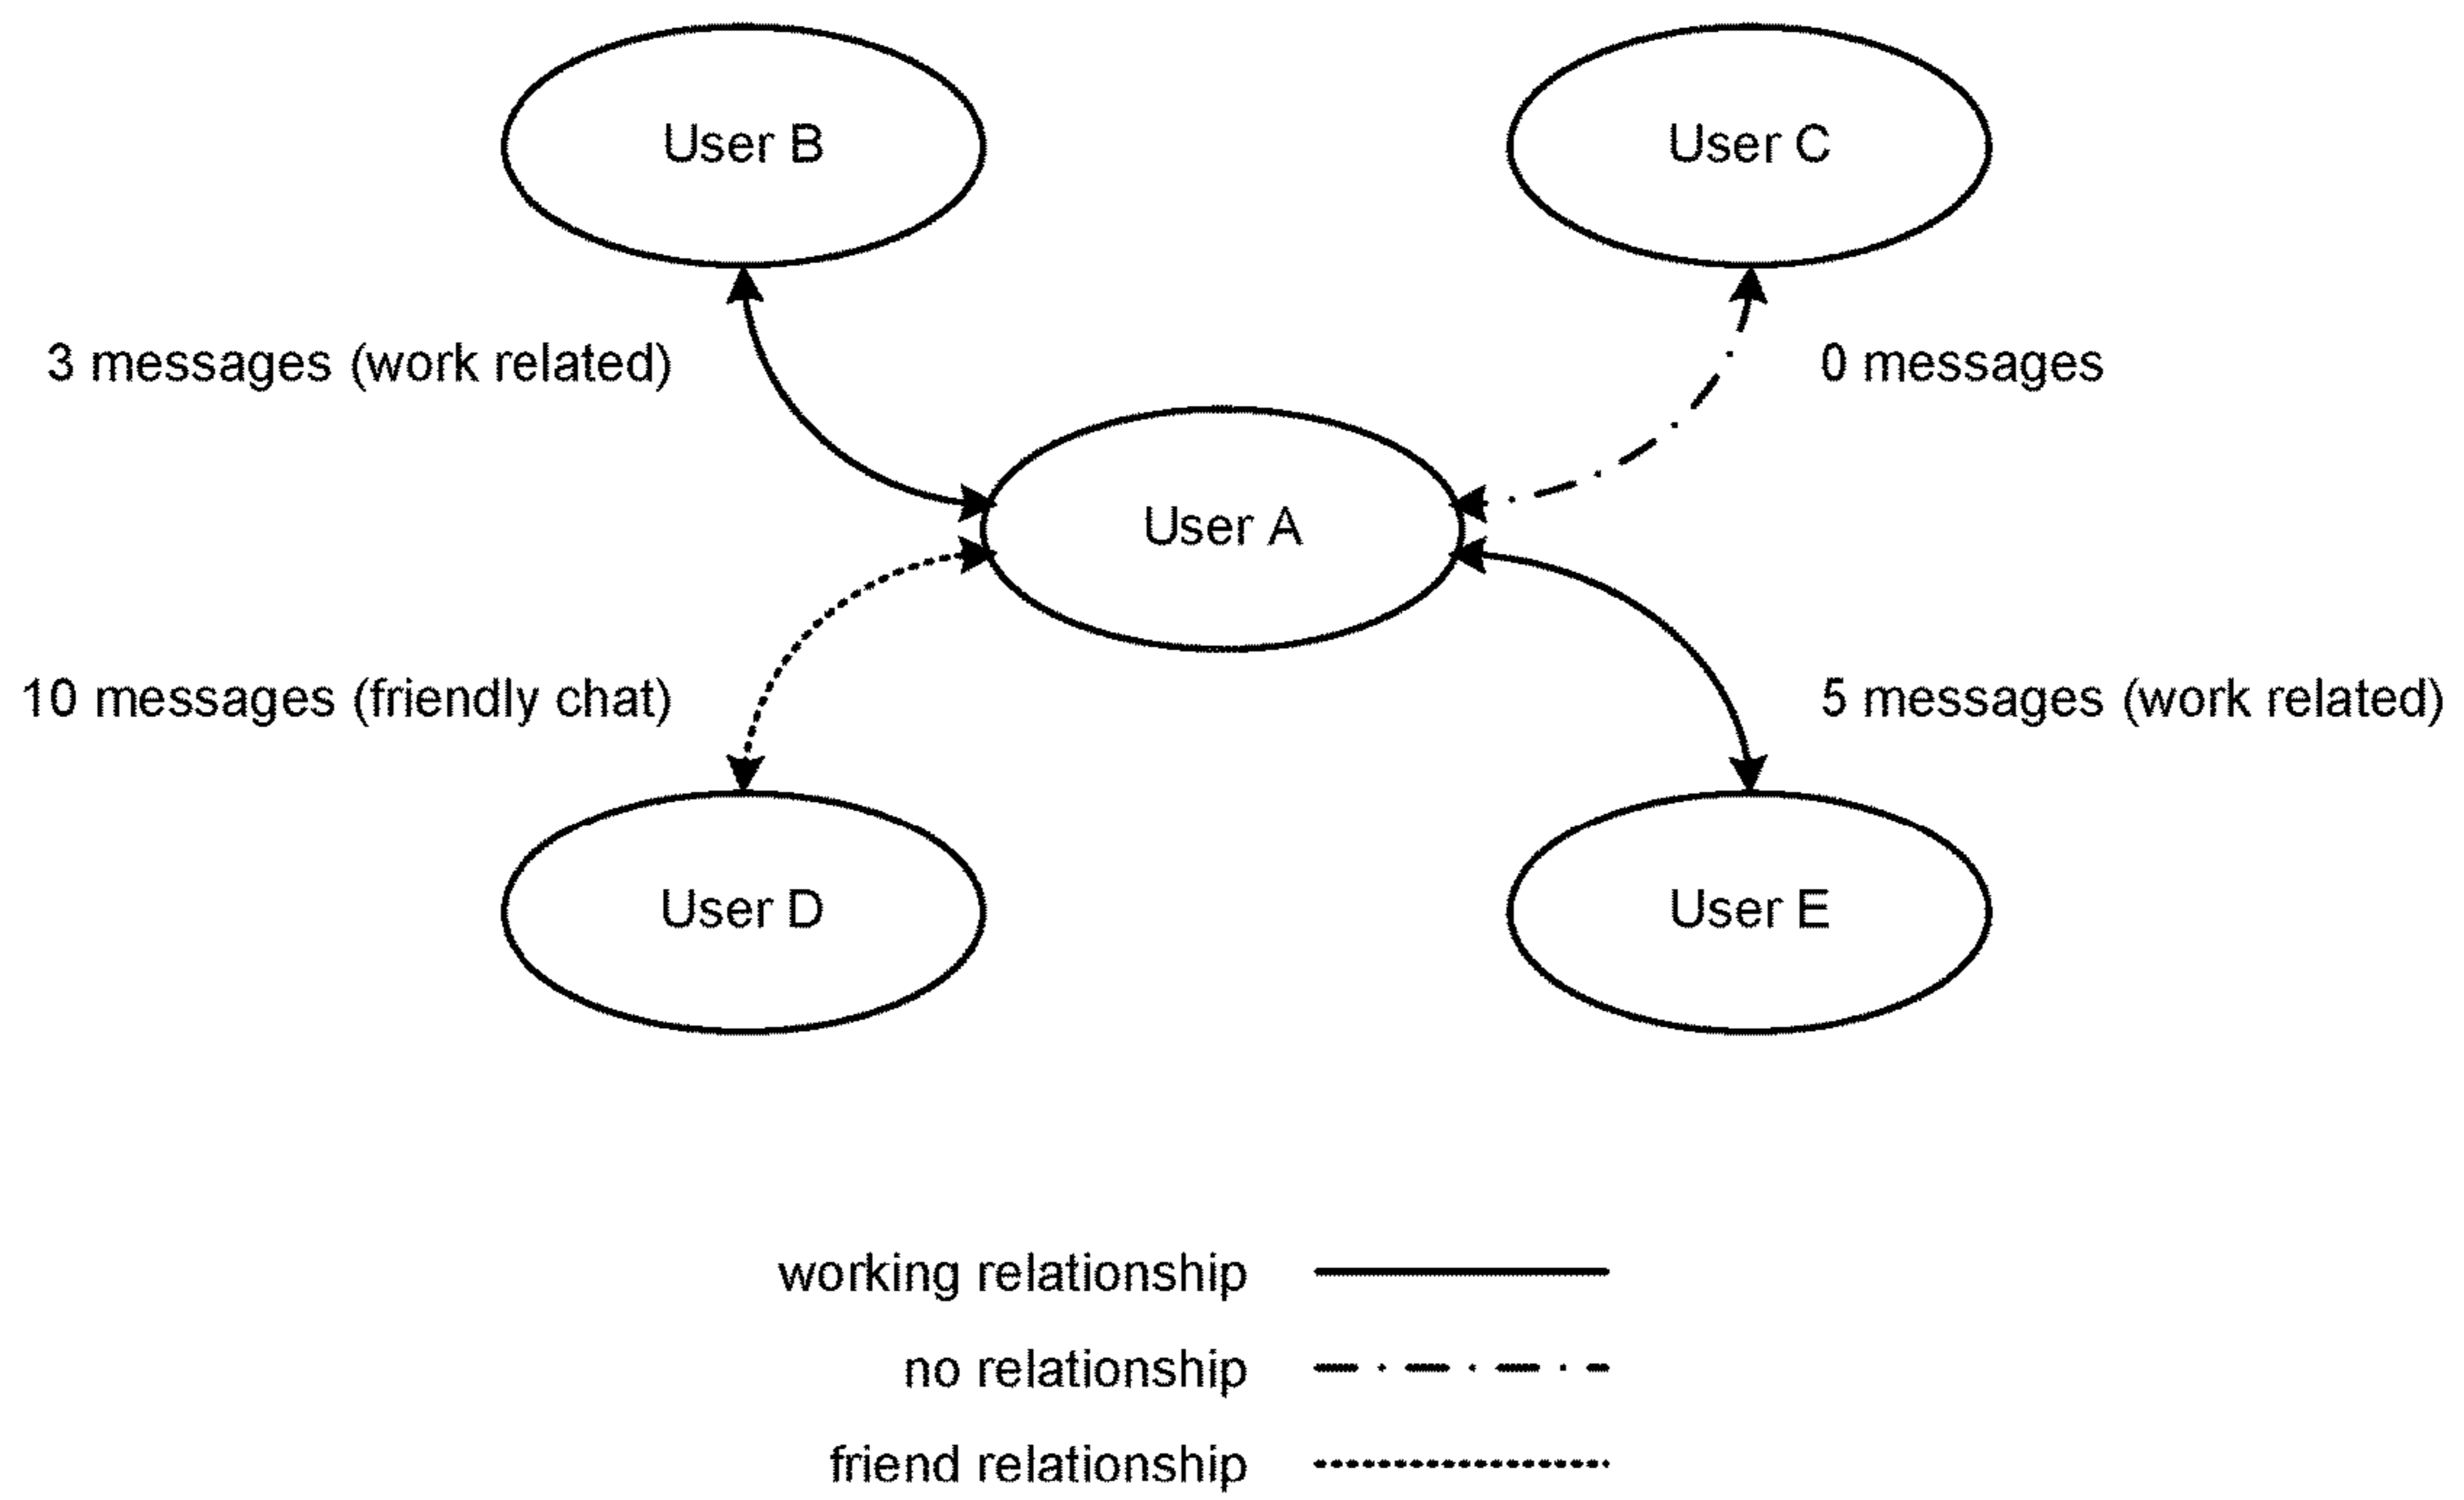 User B
User C
3 messages (work related)
0 messages
User A
10 messages (friendly chat)
5 messages (work related)
User D
User E
working relationship
no relationship
friend relationship